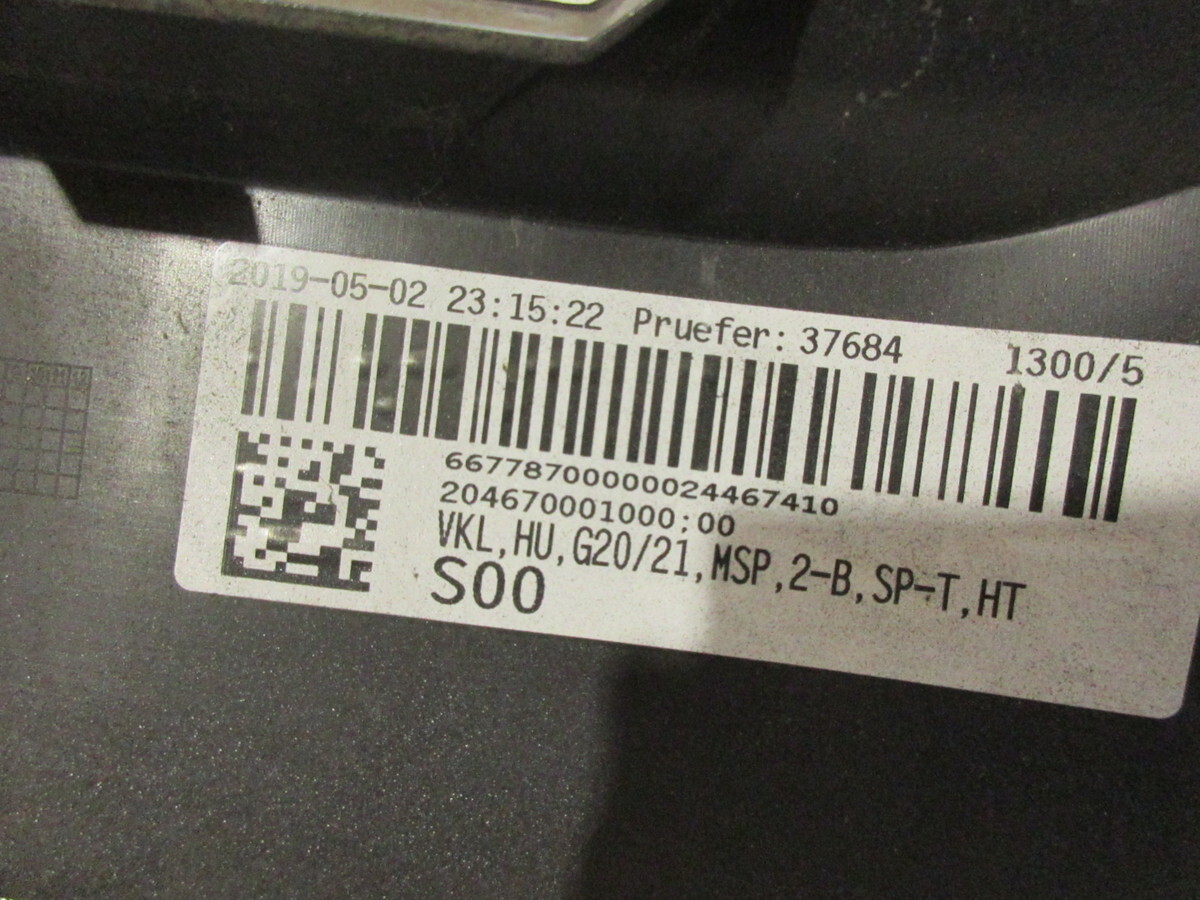 2019-05-02 23:15:22 Pruefer: 37684 1300/5
66778700000024467410
204670001000;00
VKL,HU,G20/21,MSP,2-B,SP-T,HT
S00